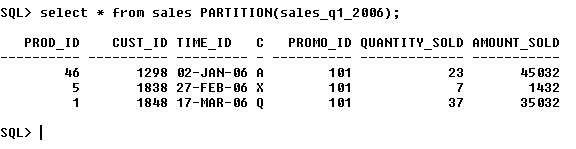 SQL> select * from sales PARTITION(sales_q1_2006);
PROD_ID CUST_ID TIME_ID C PROMO_ID QUANTITY_SOLD AMOUNT_SOLD
---------- ---------- --------- - ---------- ------------- -----------
46 1298 02-JAN-06 A 101 23 45032
5 1838 27-FEB-06 X 101 7 1432
1 1848 17-MAR-06 Q 101 37 35032
SQL>